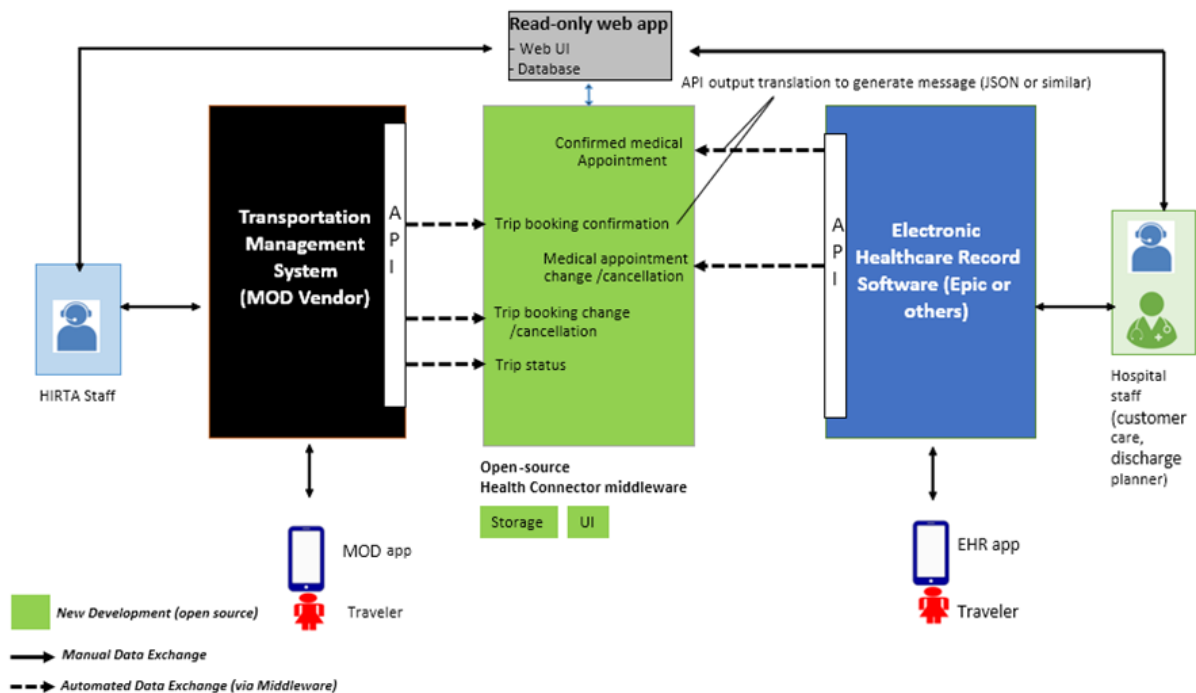 Read-only web app
- Web UI
- Database
API output translation to generate message (JSON or similar)
Transportation
Management
System
(MOD Vendor)
API
Confirmed medical
Appointment
Trip booking confirmation
Medical appointment
change /cancellation
Trip booking change
/cancellation
Trip status
API
Electronic
Healthcare Record
Software (Epic or
others)
HIRTA Staff
Hospital
staff
(customer
care,
discharge
planner)
Open-source
Health Connector middleware
Storage
UI
MOD app
Traveler
EHR app
Traveler
New Development (open source)
Manual Data Exchange
Automated Data Exchange (via Middleware)